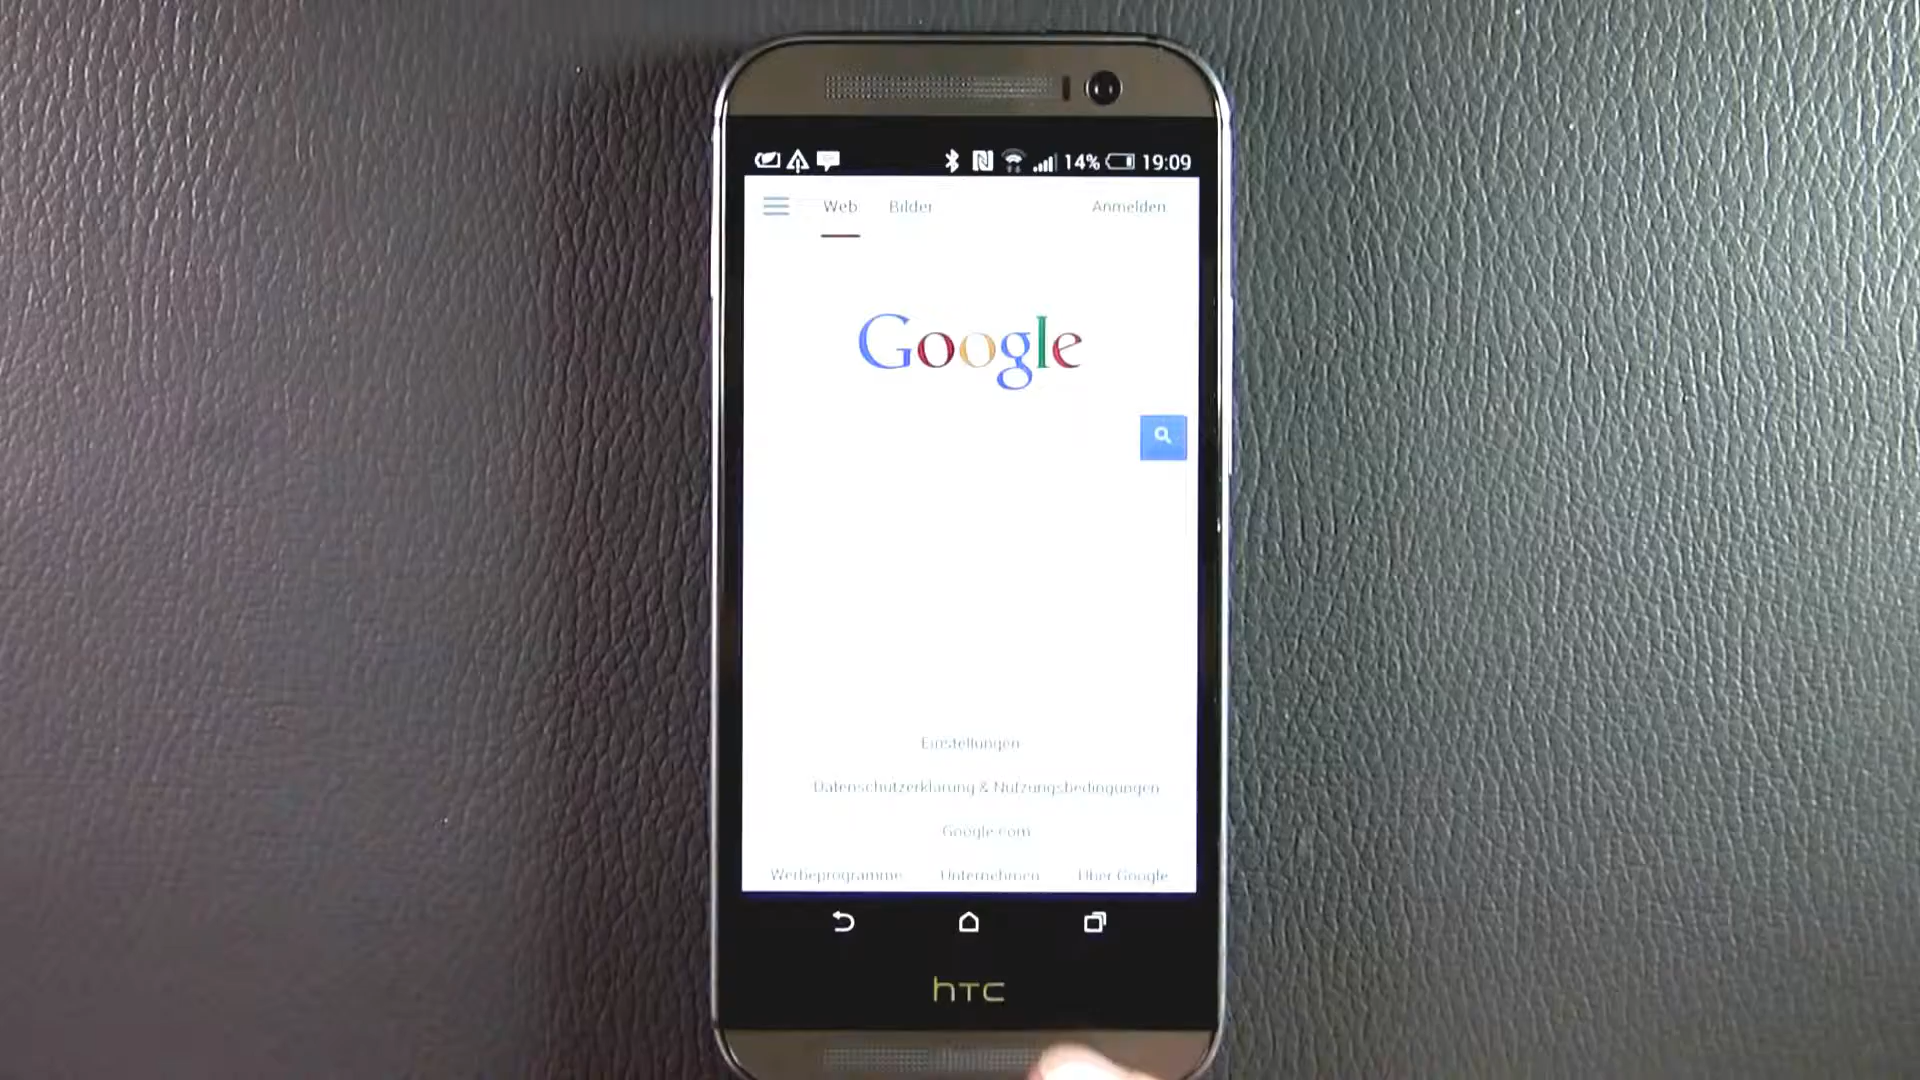 14% 19:09
Web Bilder Anmelden
Google
Einstellungen
Datenschutzerklärung & Nutzungsbedingungen
Google.com
Werbeprogramme Unternehmen Über Google
hTC